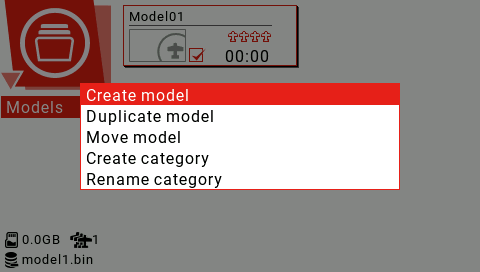 Model01
00:00
Models
Create model
Duplicate model
Move model
Create category
Rename category
0.0GB 1
model1.bin